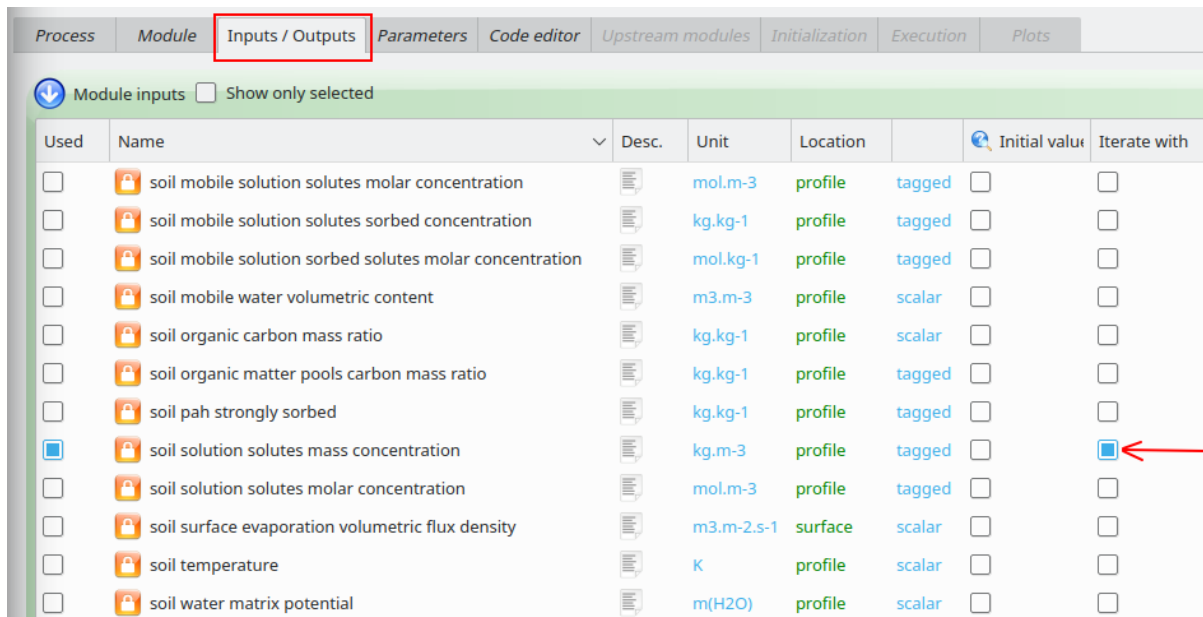 Process Module Inputs / Outputs Parameters Code editor Upstream modules Initialization Execution Plots
Module inputs Show only selected
Used Name Desc. Unit Location Initial value Iterate with
soil mobile solution solutes molar concentration mol.m-3 profile tagged
soil mobile solution solutes sorbed concentration kg.kg-1 profile tagged
soil mobile solution sorbed solutes molar concentration mol.kg-1 profile tagged
soil mobile water volumetric content m3.m-3 profile scalar
soil organic carbon mass ratio kg.kg-1 profile scalar
soil organic matter pools carbon mass ratio kg.kg-1 profile tagged
soil pah strongly sorbed kg.kg-1 profile tagged
soil solution solutes mass concentration kg.m-3 profile tagged
soil solution solutes molar concentration mol.m-3 profile tagged
soil surface evaporation volumetric flux density m3.m-2.s-1 surface scalar
soil temperature K profile scalar
soil water matrix potential m(H2O) profile scalar